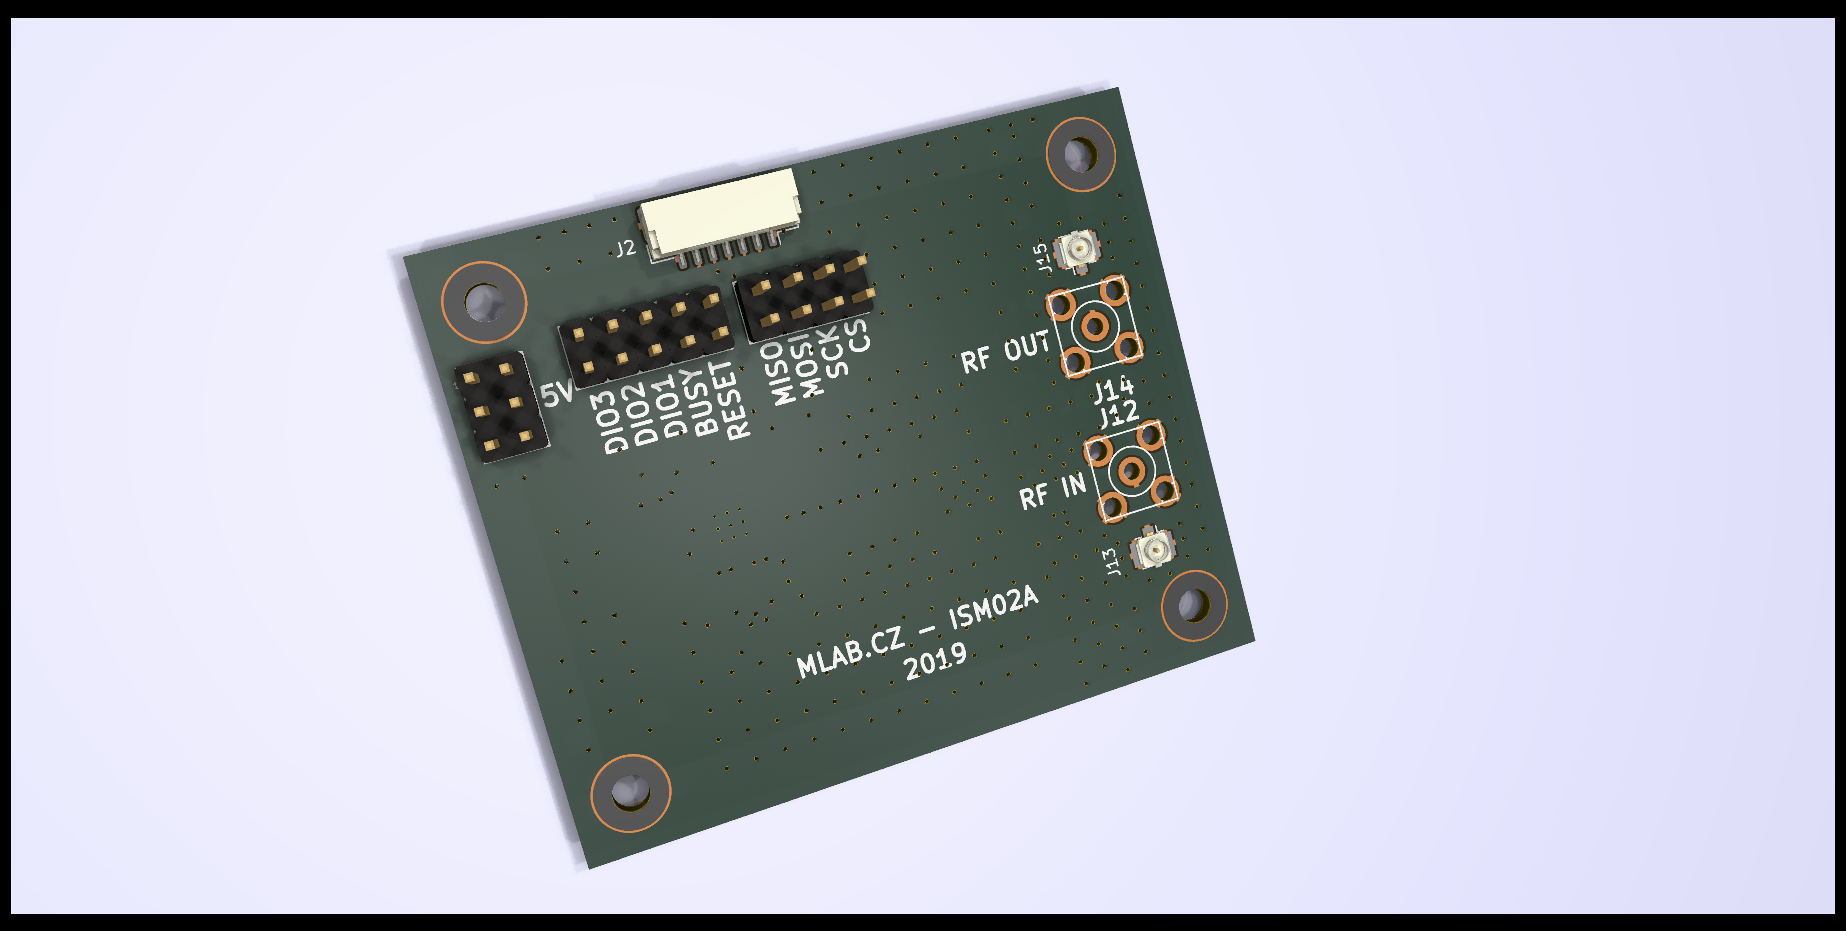 J2
J15
5V
DIO3
DIO2
DIO1
BUSY
RESET
MISO
MOSI
SCK
CS
RF OUT
J14
J12
RF IN
J13
MLAB.CZ - ISM02A
2019